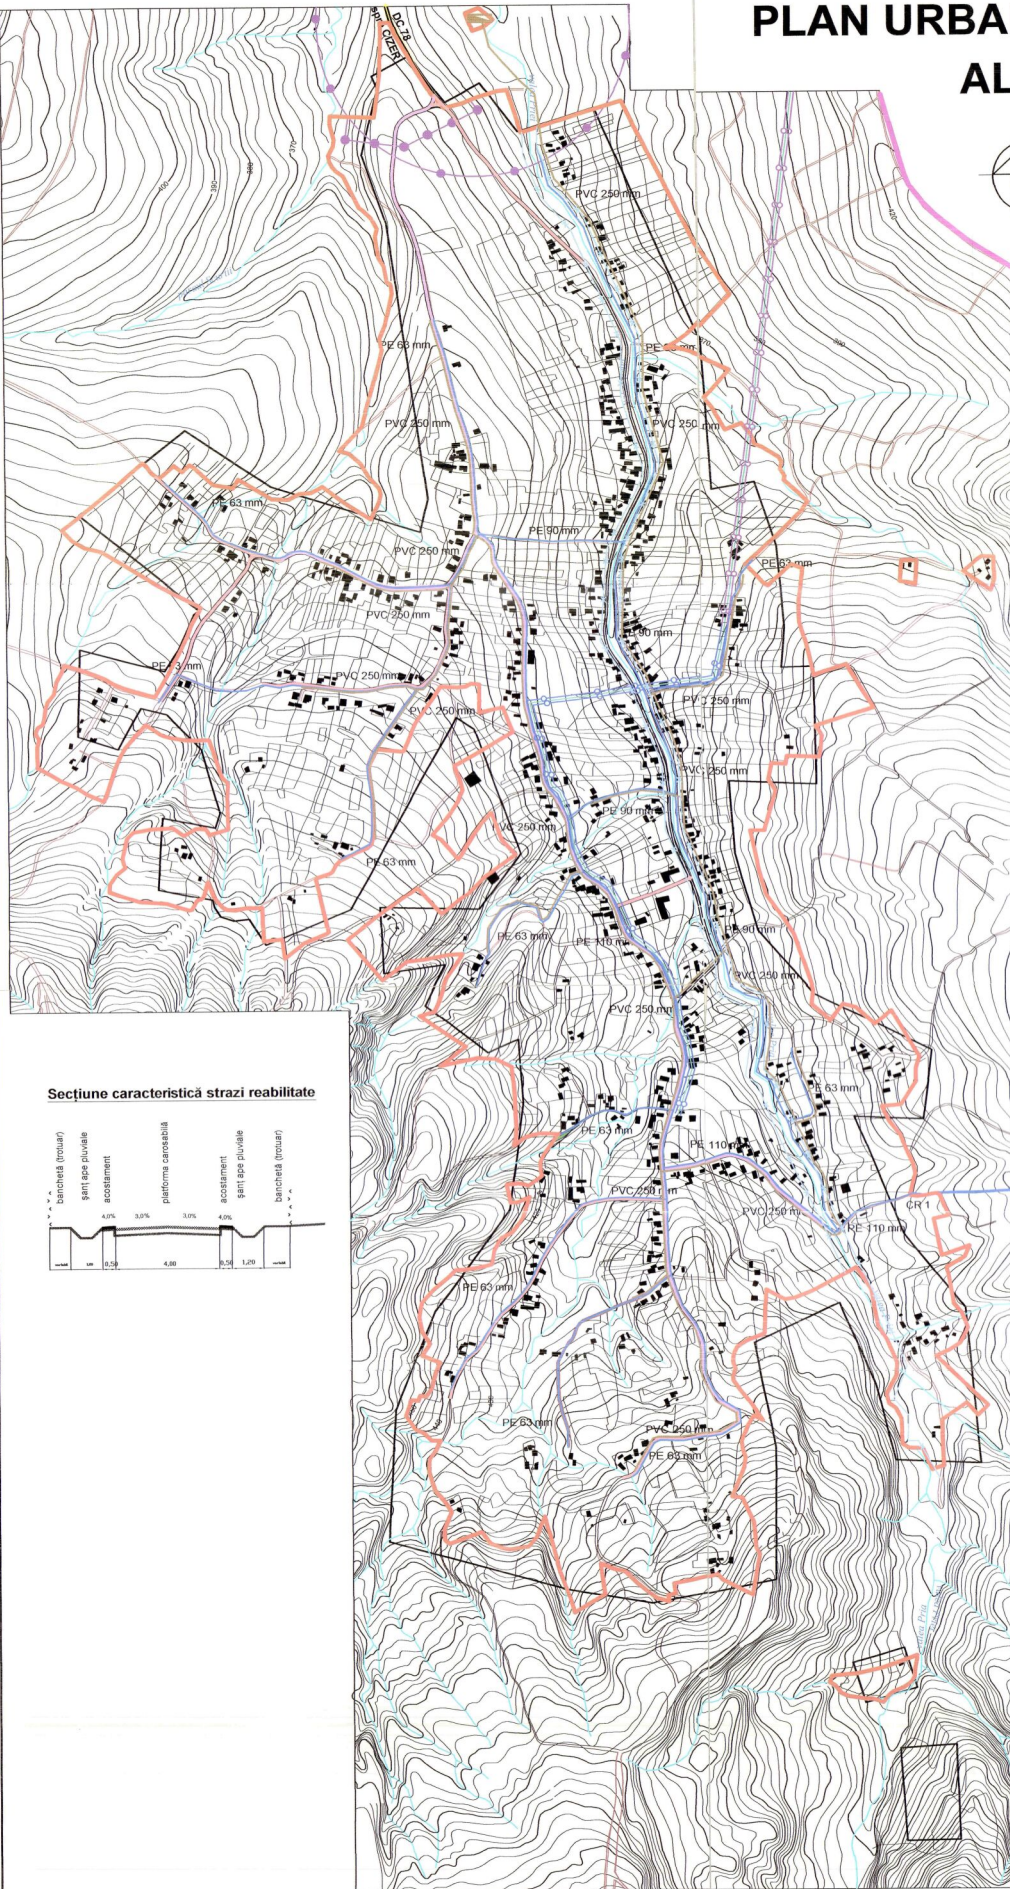 PLAN URBA
AL
DC 78
spre CIZER
370
380
390
400
420
PVC 250 mm
PE 63 mm
PVC 250 mm
PVC 250 mm
PE 63 mm
PE 90 mm
PVC 250 mm
PE 63 mm
PVC 250 mm
PVC 250 mm
PVC 250 mm
PVC 250 mm
PVC 250 mm
PE 90 mm
PVC 250 mm
PE 63 mm
PE 63 mm
PE 110 m
PE 90 mm
PVC 250 mm
PVC 250 mm
Secțiune caracteristică strazi reabilitate
banchetă (trotuar)
șanț ape pluviale
acostament
platforma carosabilă
acostament
șanț ape pluviale
banchetă (trotuar)
4,0%
3,0%
3,0%
4,0%
0,50
4,00
0,50
1,20
PE 63 mm
PE 63 mm
PE 110 m
PVC 250 mm
PVC 250 m
CR 1
PE 110 mm
PE 63 mm
PE 63 mm
PVC 250 mm
PE 63 mm